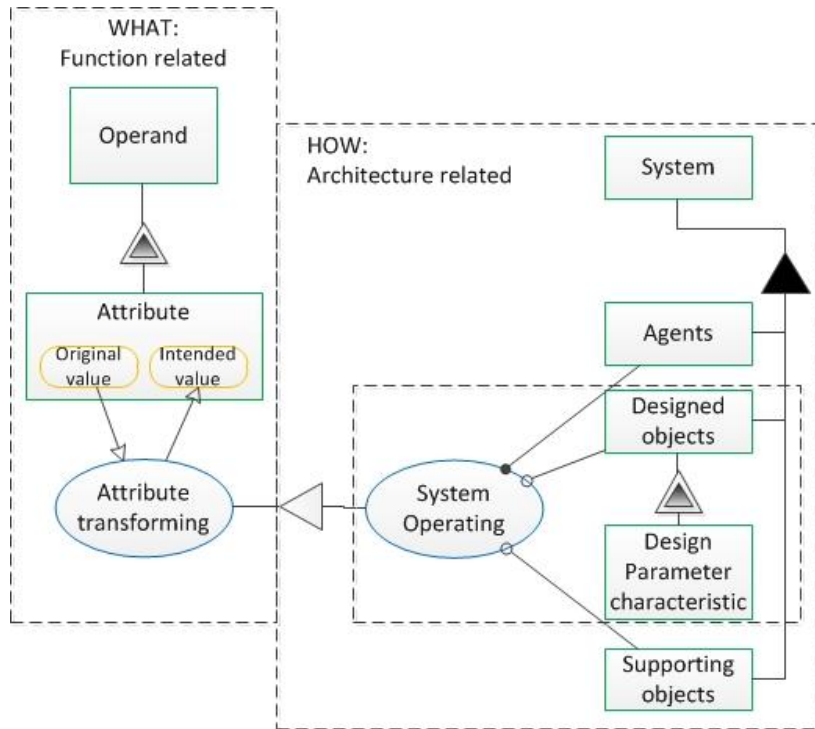 WHAT:
Function related
Operand
Attribute
Original
value
Intended
value
Attribute
transforming
HOW:
Architecture related
System
Agents
Designed
objects
System
Operating
Design
Parameter
characteristic
Supporting
objects